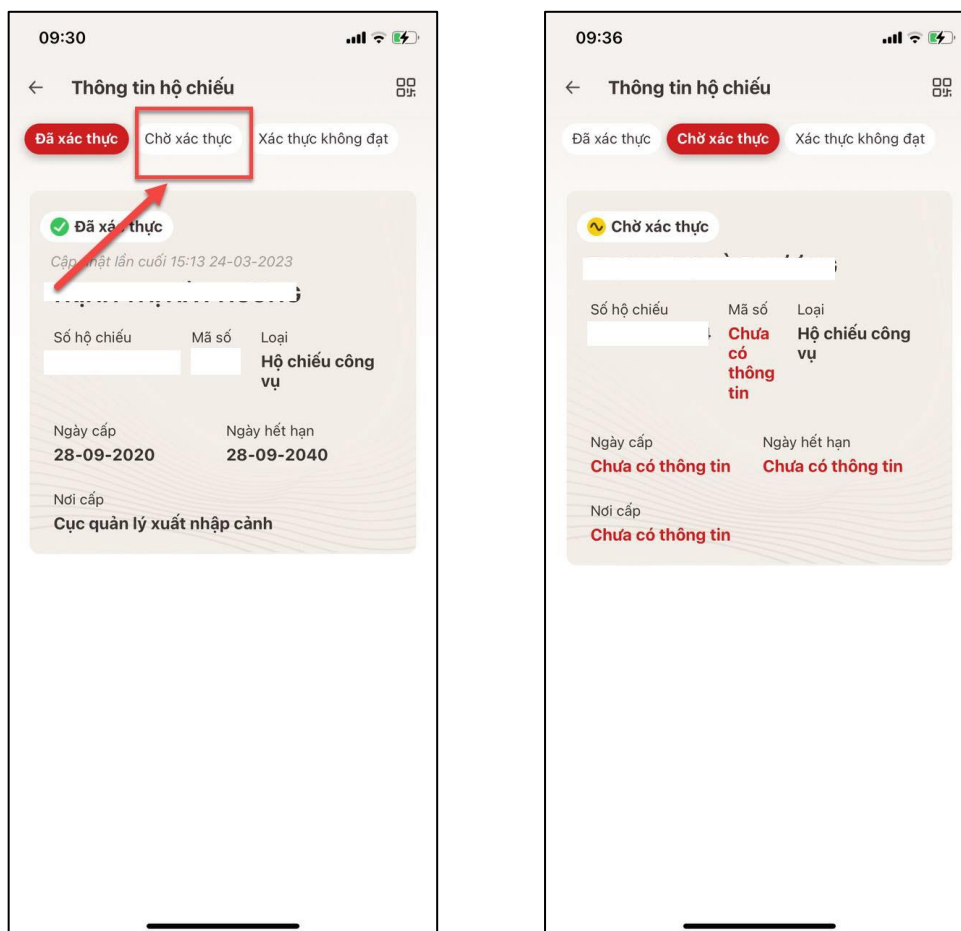 09:30
Thông tin hộ chiếu
Đã xác thực
Chờ xác thực
Xác thực không đạt
Đã xác thực
Cập nhật lần cuối 15:13 24-03-2023
Số hộ chiếu
Mã số
Loại
Hộ chiếu công
vụ
Ngày cấp
Ngày hết hạn
28-09-2020
28-09-2040
Nơi cấp
Cục quản lý xuất nhập cảnh
09:36
Thông tin hộ chiếu
Đã xác thực
Chờ xác thực
Xác thực không đạt
Chờ xác thực
Số hộ chiếu
Mã số
Loại
Chưa
có
thông
tin
Hộ chiếu công
vụ
Ngày cấp
Ngày hết hạn
Chưa có thông tin
Chưa có thông tin
Nơi cấp
Chưa có thông tin